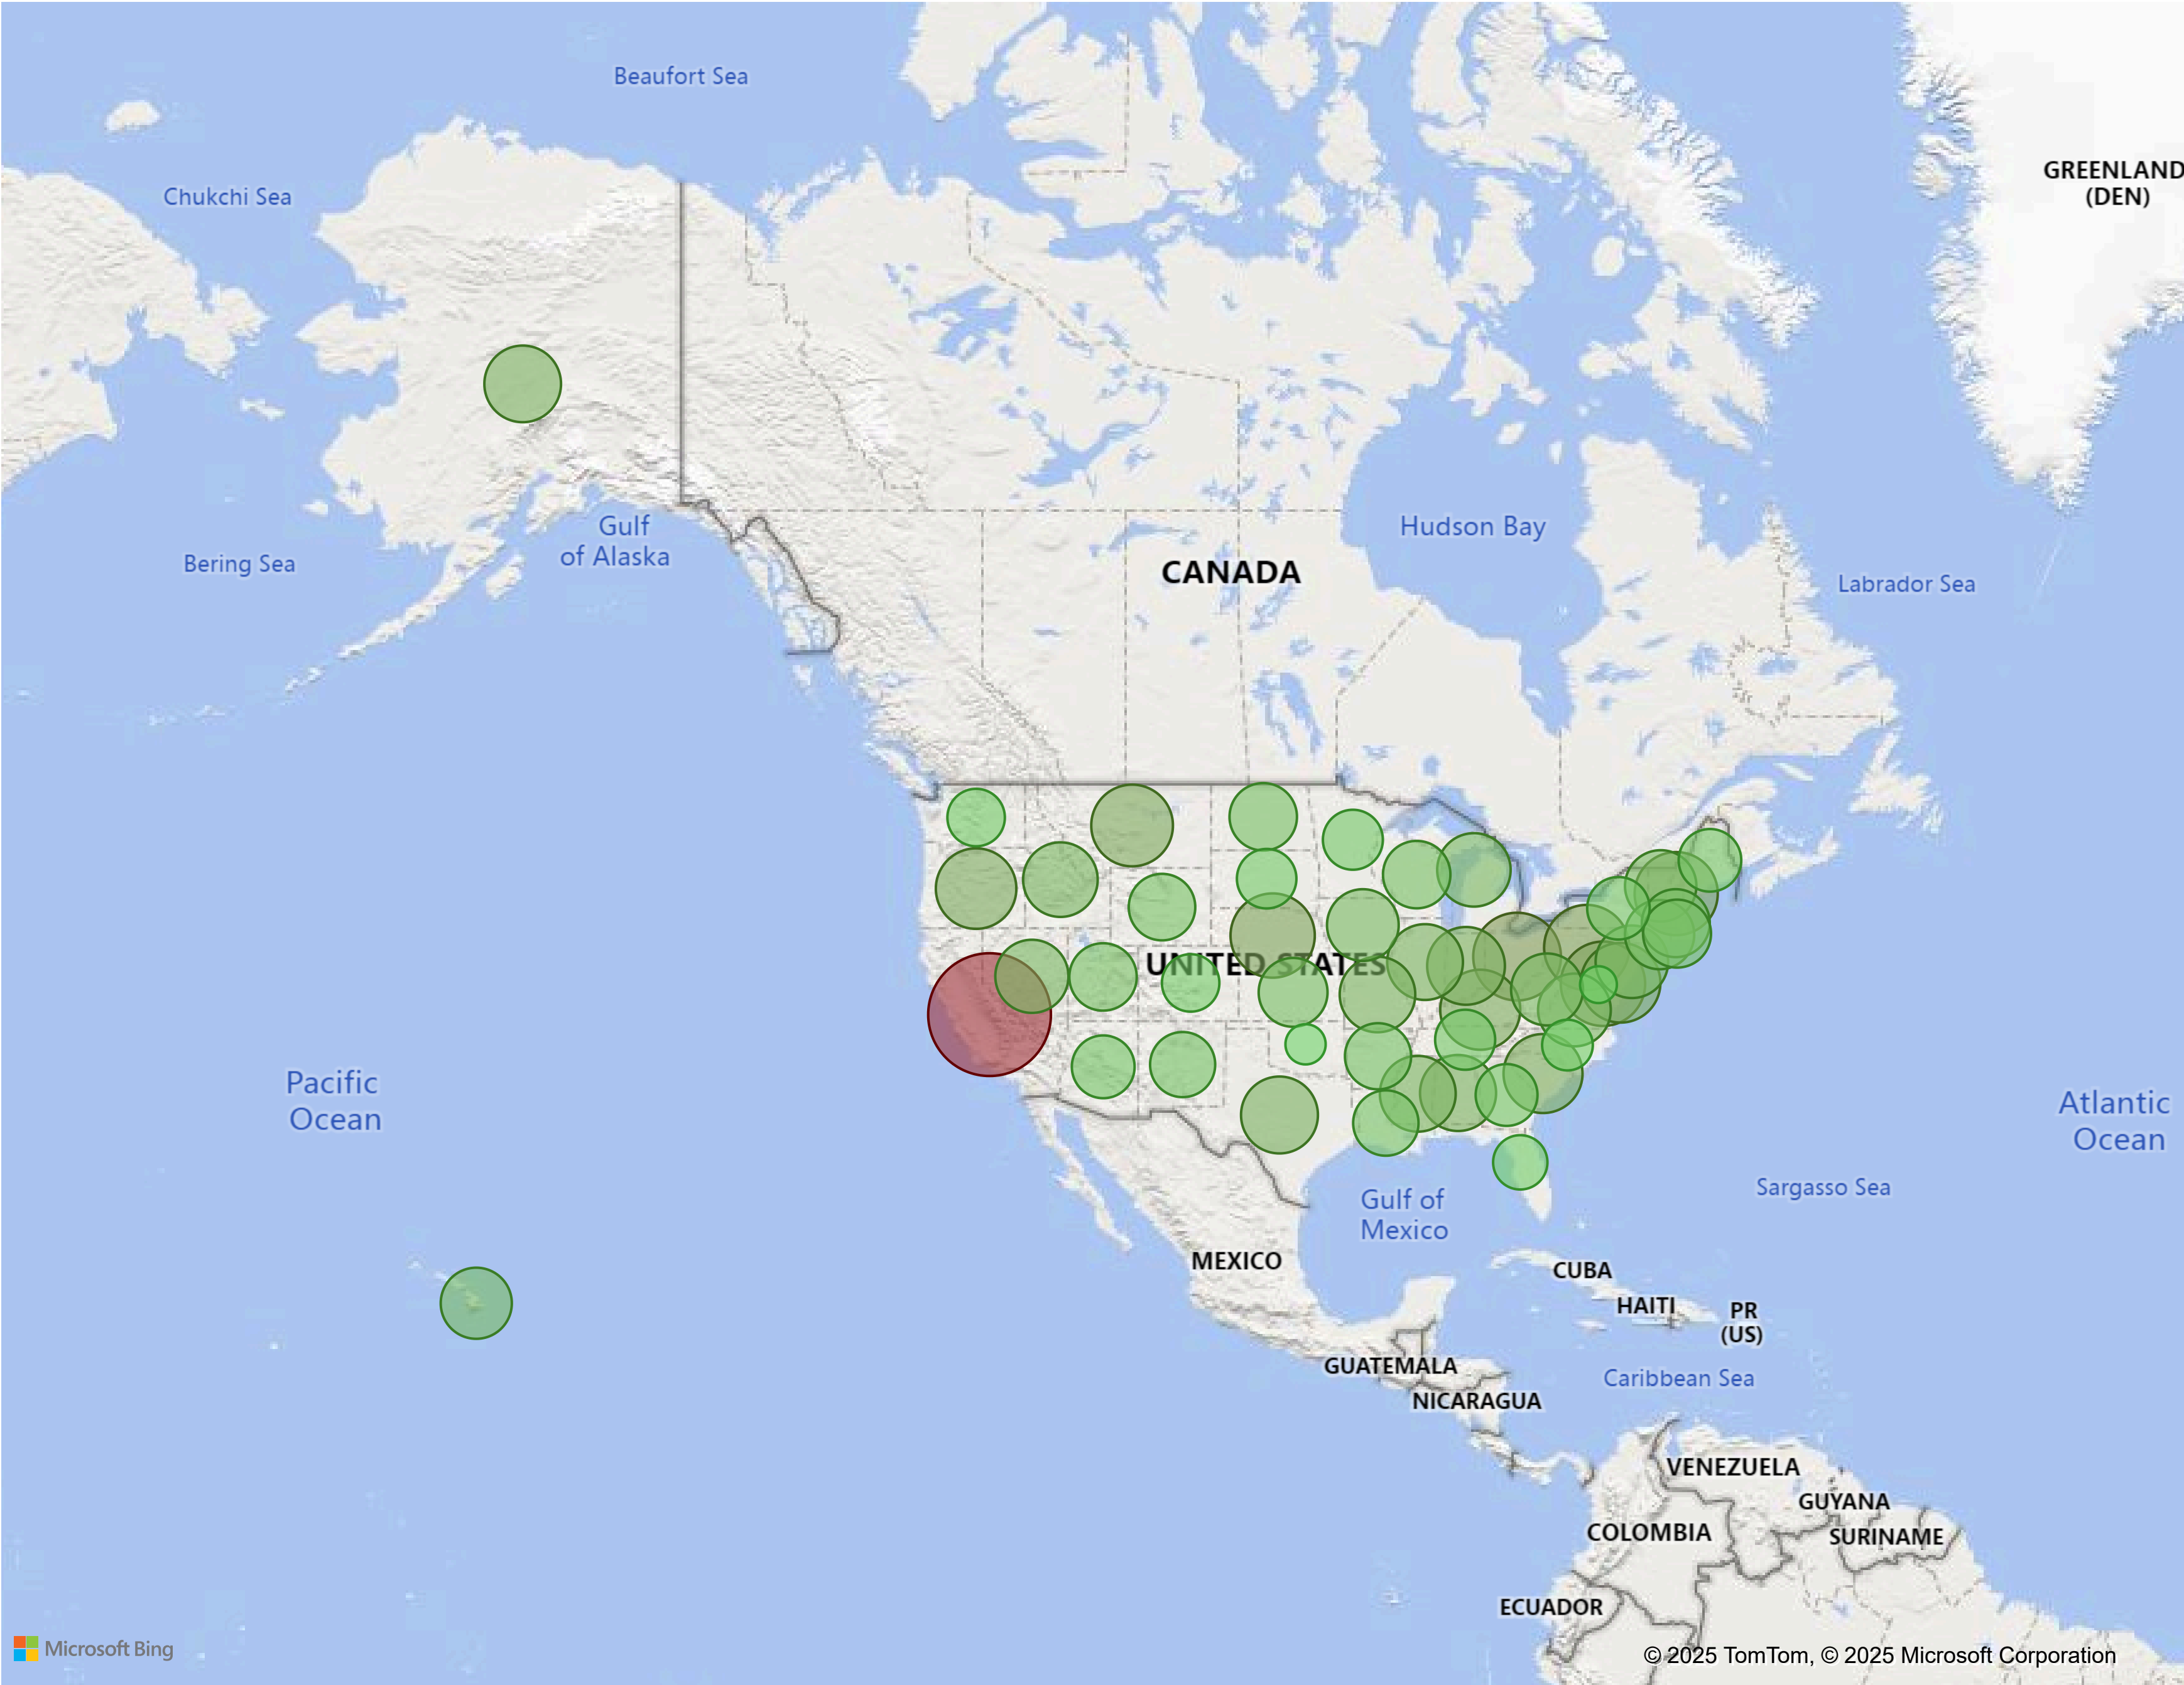 Beaufort Sea
Chukchi Sea
GREENLAND
(DEN)
Gulf
of Alaska
Hudson Bay
Bering Sea
CANADA
Labrador Sea
UNITED STATES
Pacific
Ocean
Atlantic
Ocean
Sargasso Sea
Gulf of
Mexico
MEXICO
CUBA
HAITI
PR
(US)
GUATEMALA
Caribbean Sea
NICARAGUA
VENEZUELA
GUYANA
COLOMBIA
SURINAME
ECUADOR
Microsoft Bing
© 2025 TomTom, © 2025 Microsoft Corporation